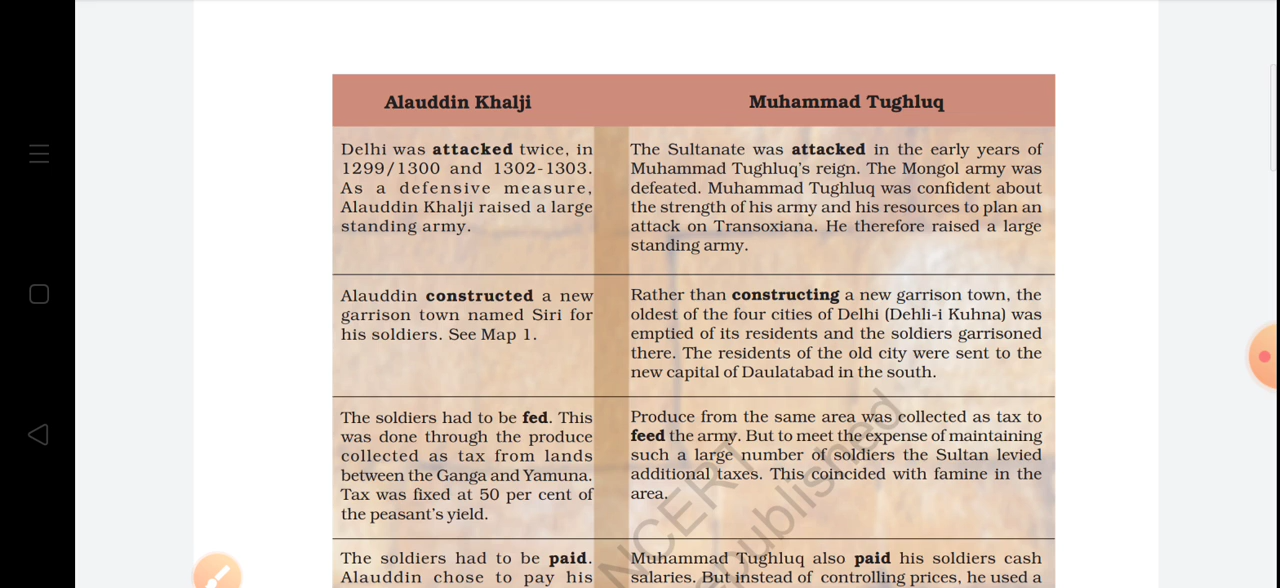 Alauddin Khalji
Muhammad Tughluq
Delhi was attacked twice, in
1299/1300 and 1302-1303.
As a defensive measure,
Alauddin Khalji raised a large
standing army.
The Sultanate was attacked in the early years of
Muhammad Tughluq's reign. The Mongol army was
defeated. Muhammad Tughluq was confident about
the strength of his army and his resources to plan an
attack on Transoxiana. He therefore raised a large
standing army.
Alauddin constructed a new
garrison town named Siri for
his soldiers. See Map 1.
Rather than constructing a new garrison town, the
oldest of the four cities of Delhi (Dehli-i Kuhna) was
emptied of its residents and the soldiers garrisoned
there. The residents of the old city were sent to the
new capital of Daulatabad in the south.
The soldiers had to be fed. This
was done through the produce
collected as tax from lands
between the Ganga and Yamuna.
Tax was fixed at 50 per cent of
the peasant's yield.
Produce from the same area was collected as tax to
feed the army. But to meet the expense of maintaining
such a large number of soldiers the Sultan levied
additional taxes. This coincided with famine in the
area.
The soldiers had to be paid.
Alauddin chose to pay his
Muhammad Tughluq also paid his soldiers cash
salaries. But instead of controlling prices, he used a
NCERT
republished